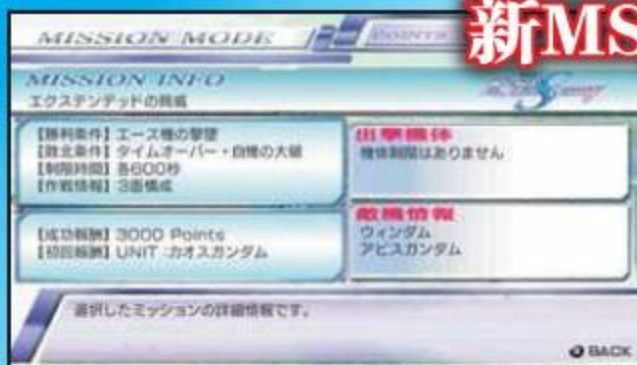 新MS
MISSION MODE
POINTS
MISSION INFO
エクステンデッドの脅威
【勝利条件】エース機の撃墜
【敗北条件】タイムオーバー・自機の大破
【制限時間】各600秒
【作戦情報】3面構成
出撃機体
機体制限はありません
【成功報酬】3000 Points
【初回報酬】UNIT :カオスガンダム
敵機情報
ウィンダム
アビスガンダム
選択したミッションの詳細情報です。
BACK